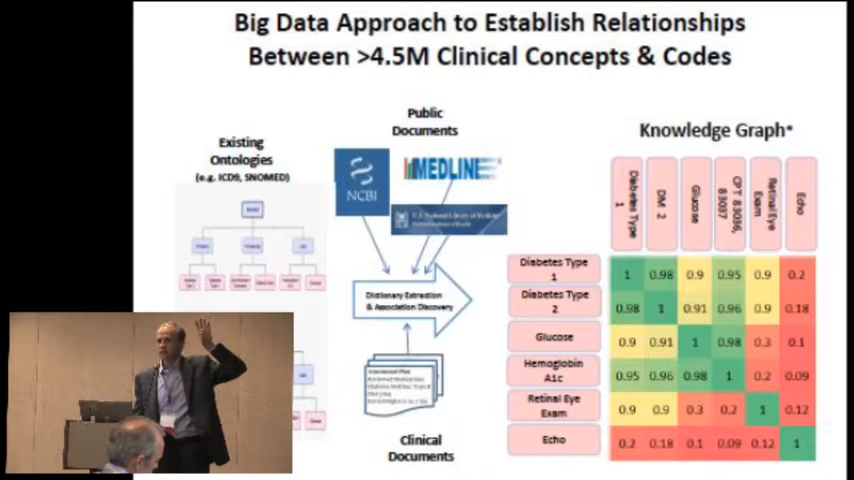 Big Data Approach to Establish Relationships
Between >4.5M Clinical Concepts & Codes
Existing
Ontologies
(e.g. ICD9, SNOMED)
Public
Documents
NCBI
MEDLINE
U.S. National Library of Medicine
Dictionary Extraction
& Association Discovery
Clinical
Documents
Knowledge Graph*
Diabetes Type 1
DM 2
Glucose
CPT 83036, 83037
Retinal Eye Exam
Echo
Diabetes Type 1
1 0.98 0.9 0.95 0.9 0.2
Diabetes Type 2
0.98 1 0.91 0.96 0.9 0.18
Glucose
0.9 0.91 1 0.98 0.3 0.1
Hemoglobin A1c
0.95 0.96 0.98 1 0.2 0.09
Retinal Eye Exam
0.9 0.9 0.3 0.2 1 0.12
Echo
0.2 0.18 0.1 0.09 0.12 1